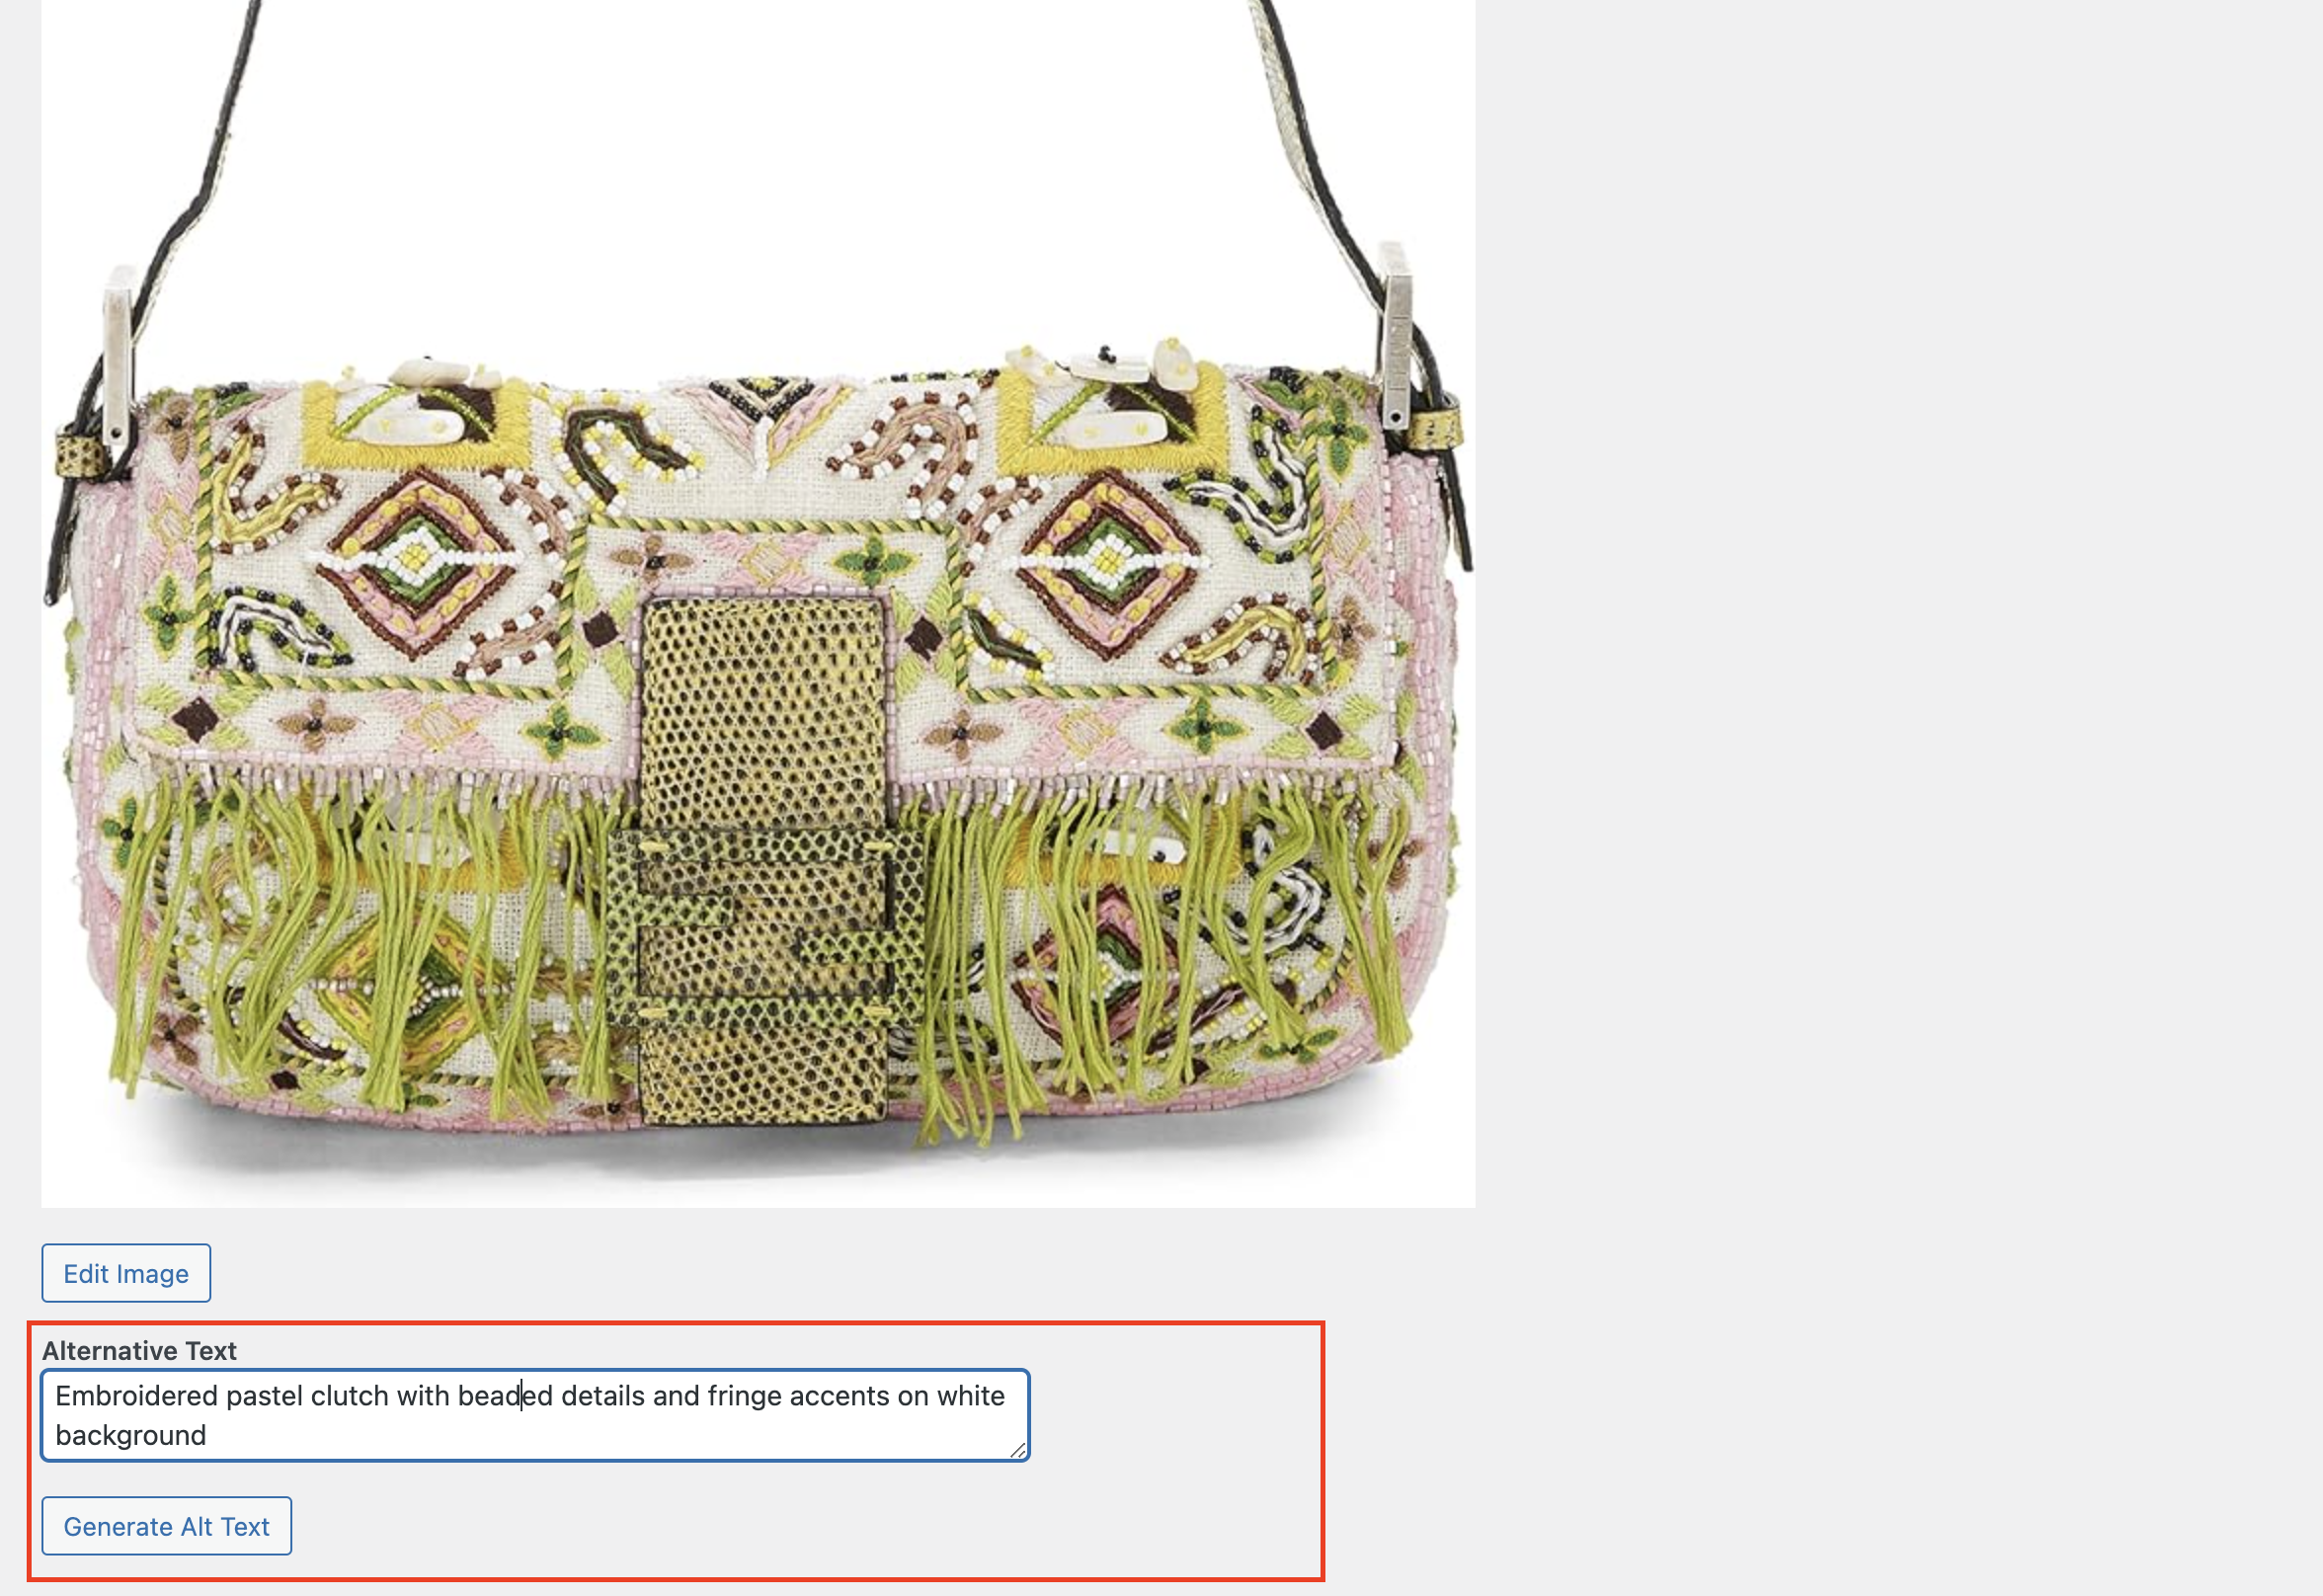 Edit Image
Alternative Text
Embroidered pastel clutch with beaded details and fringe accents on white
background
Generate Alt Text